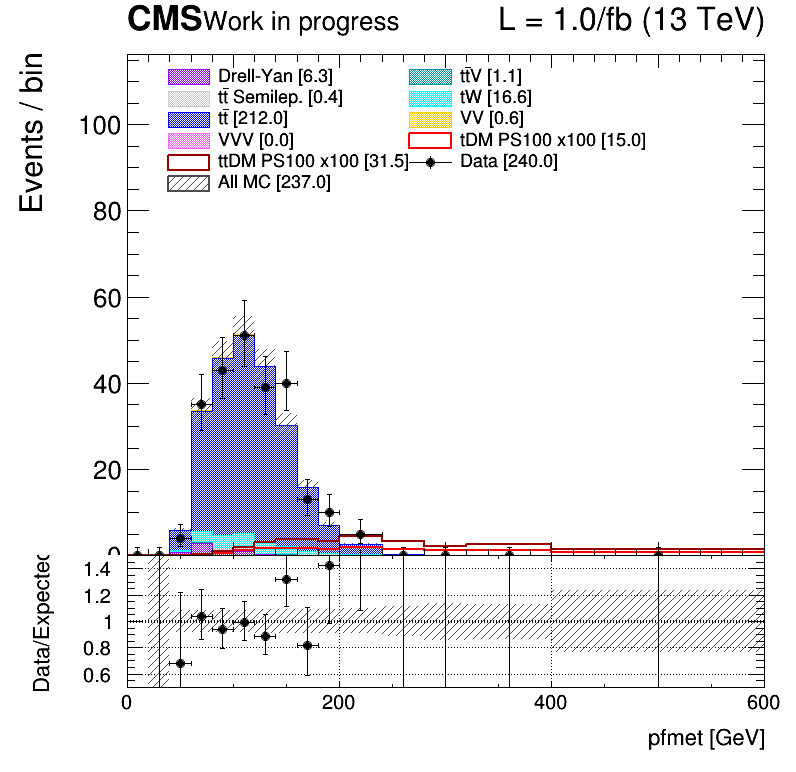 CMS Work in progress L = 1.0/fb (13 TeV)
Events / bin
Drell-Yan [6.3] tt̄V [1.1]
tt̄ Semilep. [0.4] tW [16.6]
tt̄ [212.0] VV [0.6]
VVV [0.0] tDM PS100 x100 [15.0]
ttDM PS100 x100 [31.5] Data [240.0]
All MC [237.0]
100
80
60
40
20
0
Data/Expected
1.4
1.2
1
0.8
0.6
0 200 400 600
pfmet [GeV]